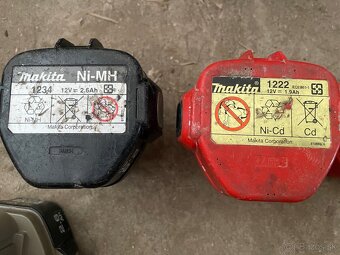 makita Ni-MH
1234 12V⎓2.6Ah
Makita Corporation
1222
makita 12V⎓1.9Ah
Ni-Cd Cd
Makita Corporation